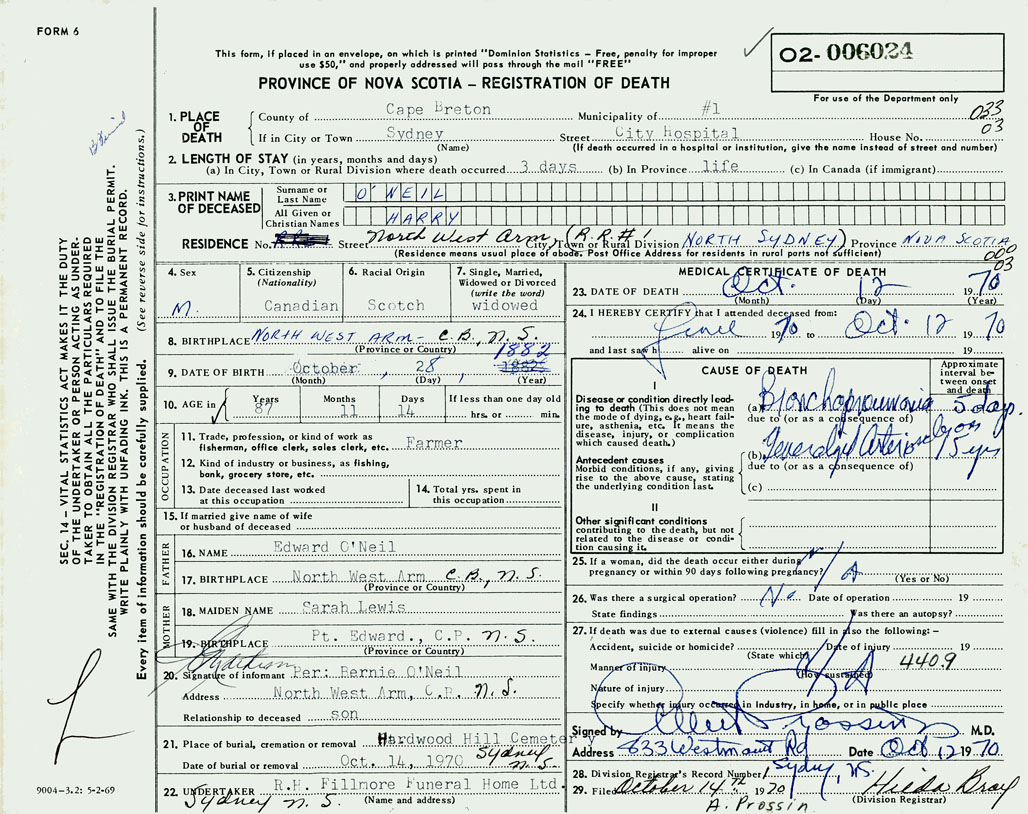 FORM 6
This form, if placed in an envelope, on which is printed "Dominion Statistics – Free, penalty for improper
use $50," and properly addressed will pass through the mail "FREE"
PROVINCE OF NOVA SCOTIA – REGISTRATION OF DEATH
02- 006024
For use of the Department only
033
03
1. PLACE OF DEATH
County of Cape Breton Municipality of #1
If in City or Town Sydney Street City Hospital House No.
(Name) (If death occurred in a hospital or institution, give the name instead of street and number)
2. LENGTH OF STAY (in years, months and days)
(a) In City, Town or Rural Division where death occurred 3 days (b) In Province life (c) In Canada (if immigrant)
3. PRINT NAME OF DECEASED
Surname or Last Name O'NEIL
All Given or Christian Names HARRY
RESIDENCE No. Street North West Arm City, Town or Rural Division (R.R.#1 NORTH SYDNEY) Province NOVA SCOTIA
(Residence means usual place of abode. Post Office Address for residents in rural parts not sufficient)
000
03
4. Sex M.
5. Citizenship (Nationality) Canadian
6. Racial Origin Scotch
7. Single, Married, Widowed or Divorced (write the word) widowed
8. BIRTHPLACE NORTH WEST ARM – C.B., N.S.
(Province or Country)
9. DATE OF BIRTH October, 28, 1882
(Month) (Day) (Year)
10. AGE in Years 87 Months 11 Days 14 If less than one day old hrs. or min.
OCCUPATION
11. Trade, profession, or kind of work as fisherman, office clerk, sales clerk, etc. Farmer
12. Kind of industry or business, as fishing, bank, grocery store, etc.
13. Date deceased last worked at this occupation
14. Total yrs. spent in this occupation
15. If married give name of wife or husband of deceased
FATHER
16. NAME Edward O'Neil
17. BIRTHPLACE North West Arm C.B., N.S.
(Province or Country)
MOTHER
18. MAIDEN NAME Sarah Lewis
19. BIRTHPLACE Pt. Edward., C.P. N.S.
(Province or Country)
20. Signature of informant Per: Bernie O'Neil
Address North West Arm, C.P. N.S.
Relationship to deceased son
21. Place of burial, cremation or removal Hardwood Hill Cemetery
Sydney N.S.
Date of burial or removal Oct. 14, 1970
22. UNDERTAKER R.H. Fillmore Funeral Home Ltd.
Sydney N.S. (Name and address)
MEDICAL CERTIFICATE OF DEATH
23. DATE OF DEATH Oct. 12 1970
(Month) (Day) (Year)
24. I HEREBY CERTIFY that I attended deceased from:
June 1970 to Oct. 12 1970
and last saw h alive on 19
CAUSE OF DEATH
Approximate interval between onset and death
I
Disease or condition directly leading to death (This does not mean the mode of dying, e.g., heart failure, asthenia, etc. It means the disease, injury, or complication which caused death.)
(a) Bronchopneumonia 5 days.
due to (or as a consequence of)
Antecedent causes
Morbid conditions, if any, giving rise to the above cause, stating the underlying condition last.
(b) Generalized Arteriosclerosis 15 yrs
due to (or as a consequence of)
(c)
II
Other significant conditions
contributing to the death, but not related to the disease or condition causing it.
25. If a woman, did the death occur either during pregnancy or within 90 days following pregnancy? N/A
(Yes or No)
26. Was there a surgical operation? No Date of operation 19
State findings Was there an autopsy?
27. If death was due to external causes (violence) fill in also the following: –
Accident, suicide or homicide? Date of injury 19
(State which)
Manner of injury 4409
(How sustained) N/A
Nature of injury
Specify whether injury occurred in Industry, in home, or in public place
Signed by Albert Prossin M.D.
Address 633 Westmount Rd Date Oct 12 1970
Sydney, N.S.
28. Division Registrar's Record Number
29. Filed October 14th 1970 Hilda Bray
A. Prossin (Division Registrar)
SEC. 14 – VITAL STATISTICS ACT MAKES IT THE DUTY
OF THE UNDERTAKER OR PERSON ACTING AS UNDER-
TAKER TO OBTAIN ALL THE PARTICULARS REQUIRED
IN THE "REGISTRATION OF DEATH" AND TO FILE THE
SAME WITH THE DIVISION REGISTRAR WHO SHALL ISSUE THE BURIAL PERMIT.
WRITE PLAINLY WITH UNFADING INK. THIS IS A PERMANENT RECORD.
Every item of information should be carefully supplied. (See reverse side for instructions.)
9004-3.2: 5-2-69